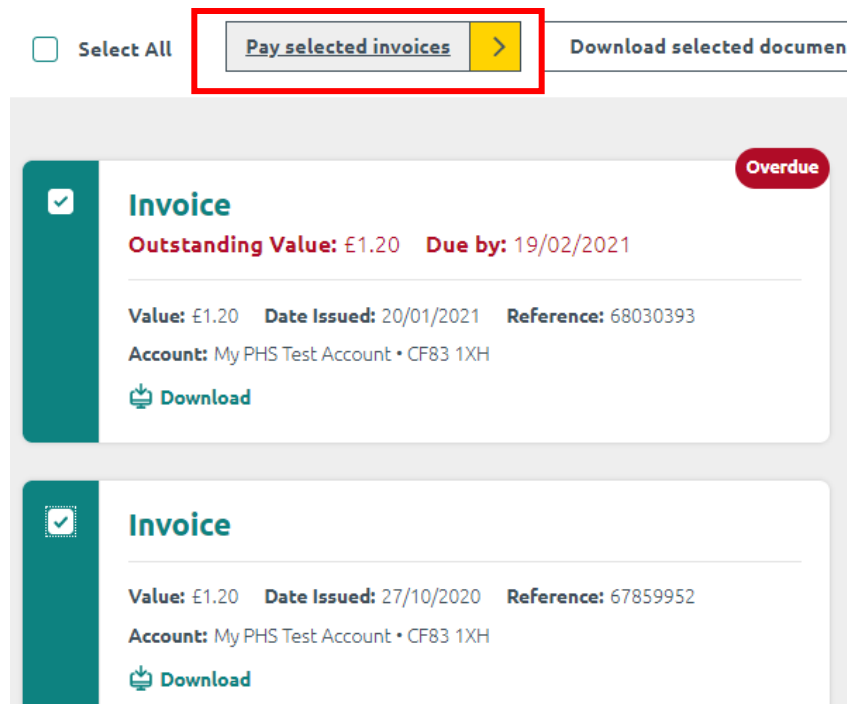 Select All
Pay selected invoices
Download selected documen
Overdue
Invoice
Outstanding Value: £1.20 Due by: 19/02/2021
Value: £1.20 Date Issued: 20/01/2021 Reference: 68030393
Account: My PHS Test Account • CF83 1XH
Download
Invoice
Value: £1.20 Date Issued: 27/10/2020 Reference: 67859952
Account: My PHS Test Account • CF83 1XH
Download